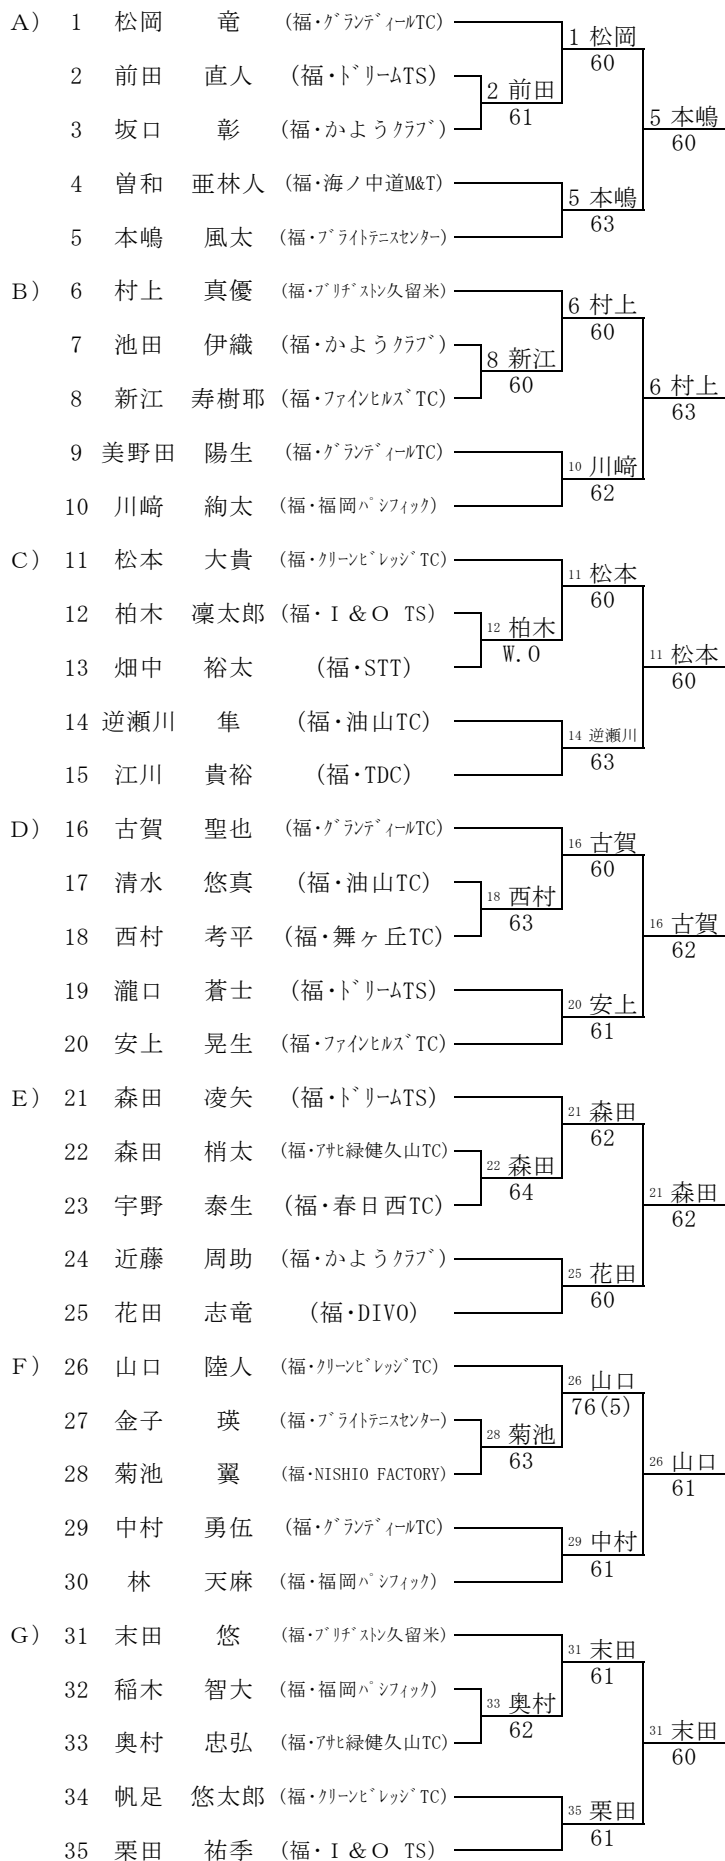 A) 1 松岡 竜 (福・グランディールTC)
1 松岡
60
2 前田 直人 (福・ドリームTS)
2 前田
61
3 坂口 彰 (福・かようクラブ)
5 本嶋
60
4 曽和 亜林人 (福・海ノ中道M&T)
5 本嶋
63
5 本嶋 風太 (福・ブライトテニスセンター)
B) 6 村上 真優 (福・ブリヂストン久留米)
6 村上
60
7 池田 伊織 (福・かようクラブ)
8 新江
60
8 新江 寿樹耶 (福・ファインヒルズTC)
6 村上
63
9 美野田 陽生 (福・グランディールTC)
10 川﨑
62
10 川﨑 絢太 (福・福岡パシフィック)
C) 11 松本 大貴 (福・クリーンビレッジTC)
11 松本
60
12 柏木 凜太郎 (福・I&O TS)
12 柏木
W.O
13 畑中 裕太 (福・STT)
11 松本
60
14 逆瀬川 隼 (福・油山TC)
14 逆瀬川
63
15 江川 貴裕 (福・TDC)
D) 16 古賀 聖也 (福・グランディールTC)
16 古賀
60
17 清水 悠真 (福・油山TC)
18 西村
63
18 西村 考平 (福・舞ヶ丘TC)
16 古賀
62
19 瀧口 蒼士 (福・ドリームTS)
20 安上
61
20 安上 晃生 (福・ファインヒルズTC)
E) 21 森田 凌矢 (福・ドリームTS)
21 森田
62
22 森田 梢太 (福・アサヒ緑健久山TC)
22 森田
64
23 宇野 泰生 (福・春日西TC)
21 森田
62
24 近藤 周助 (福・かようクラブ)
25 花田
60
25 花田 志竜 (福・DIVO)
F) 26 山口 陸人 (福・クリーンビレッジTC)
26 山口
76(5)
27 金子 瑛 (福・ブライトテニスセンター)
28 菊池
63
28 菊池 翼 (福・NISHIO FACTORY)
26 山口
61
29 中村 勇伍 (福・グランディールTC)
29 中村
61
30 林 天麻 (福・福岡パシフィック)
G) 31 末田 悠 (福・ブリヂストン久留米)
31 末田
61
32 稲木 智大 (福・福岡パシフィック)
33 奥村
62
33 奥村 忠弘 (福・アサヒ緑健久山TC)
31 末田
60
34 帆足 悠太郎 (福・クリーンビレッジTC)
35 栗田
61
35 栗田 祐季 (福・I&O TS)